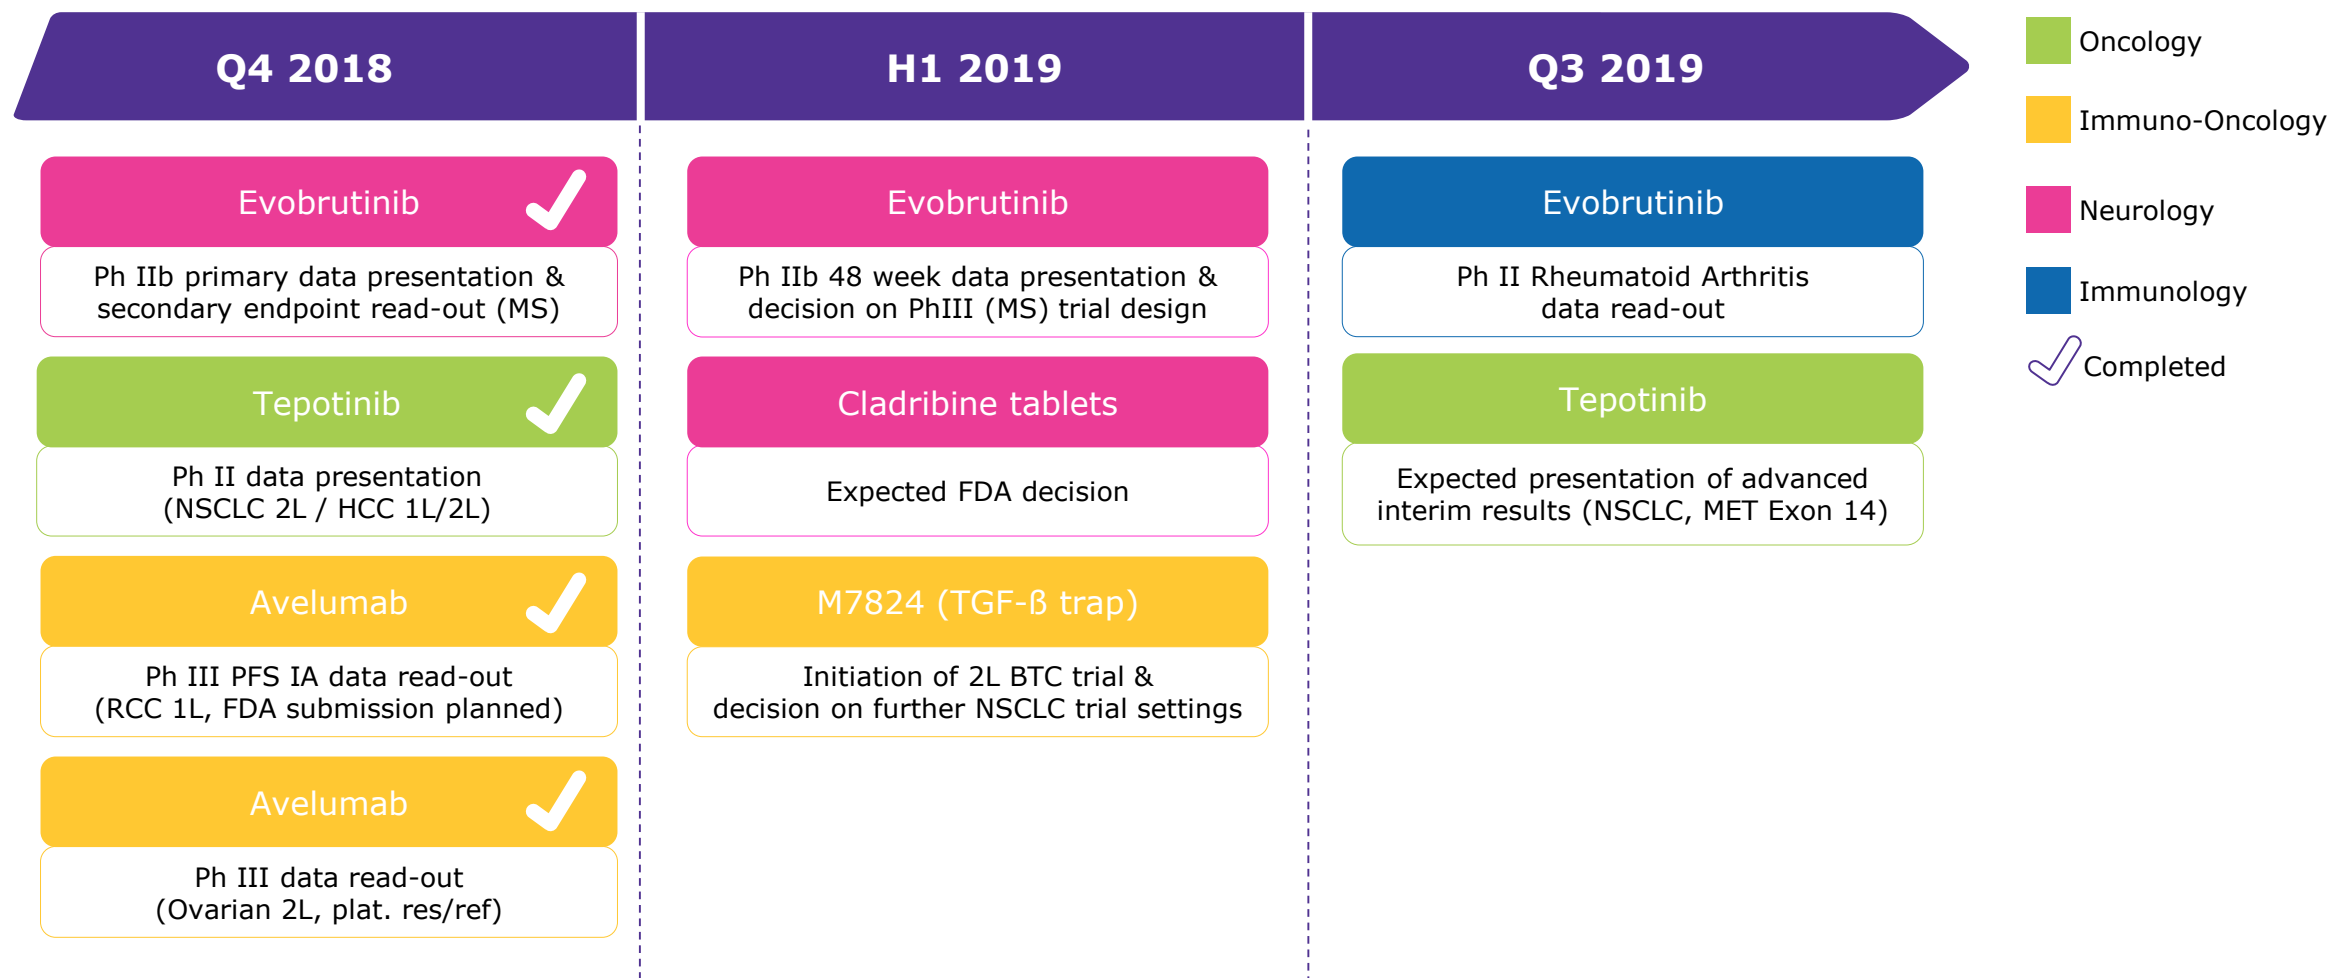 Q4 2018
H1 2019
Q3 2019
Evobrutinib
Ph IIb primary data presentation &
secondary endpoint read-out (MS)
Tepotinib
Ph II data presentation
(NSCLC 2L / HCC 1L/2L)
Avelumab
Ph III PFS IA data read-out
(RCC 1L, FDA submission planned)
Avelumab
Ph III data read-out
(Ovarian 2L, plat. res/ref)
Evobrutinib
Ph IIb 48 week data presentation &
decision on PhIII (MS) trial design
Cladribine tablets
Expected FDA decision
M7824 (TGF-ß trap)
Initiation of 2L BTC trial &
decision on further NSCLC trial settings
Evobrutinib
Ph II Rheumatoid Arthritis
data read-out
Tepotinib
Expected presentation of advanced
interim results (NSCLC, MET Exon 14)
Oncology
Immuno-Oncology
Neurology
Immunology
Completed